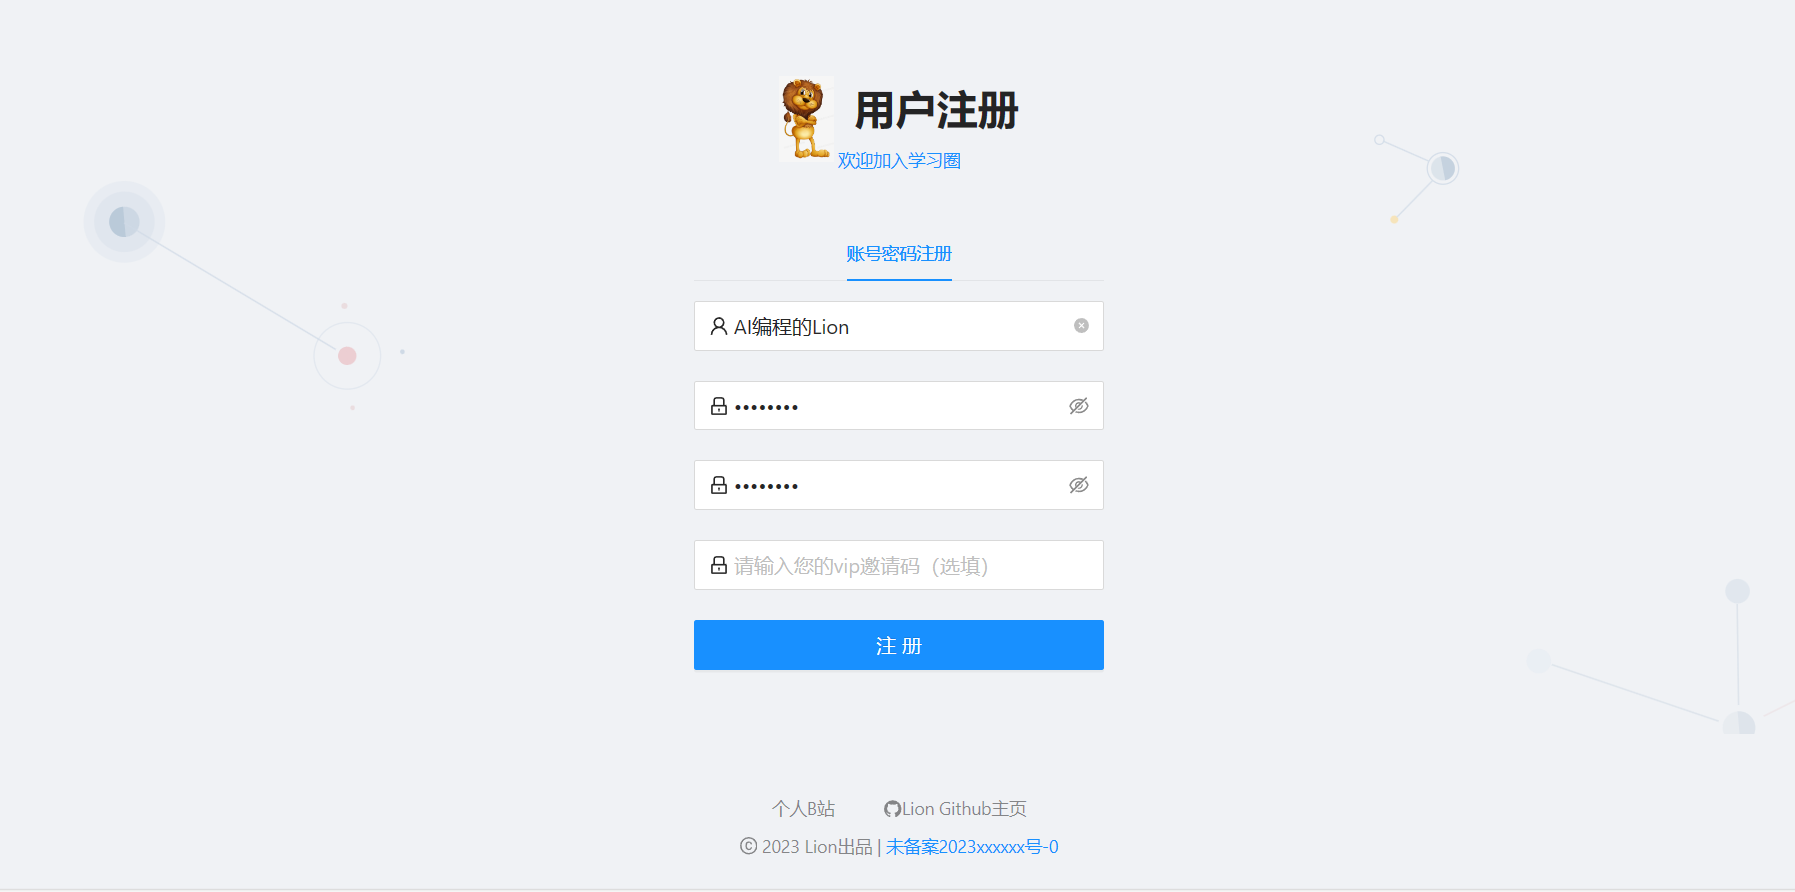 用户注册
欢迎加入学习圈
账号密码注册
AI编程的Lion
••••••••
••••••••
请输入您的vip邀请码（选填）
注 册
个人B站 Lion Github主页
© 2023 Lion出品 | 未备案2023xxxxxx号-0